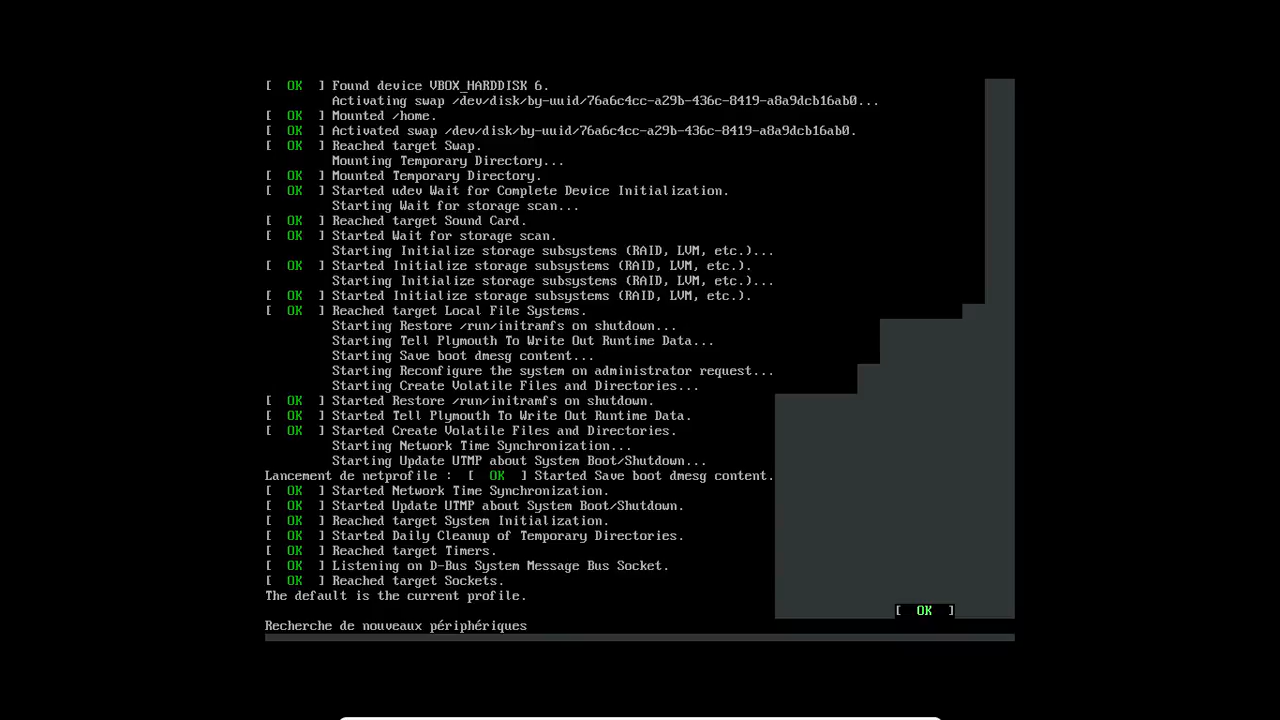 [  OK  ] Found device VBOX_HARDDISK 6.
Activating swap /dev/disk/by-uuid/76a6c4cc-a29b-436c-8419-a8a9dcb16ab0...
[  OK  ] Mounted /home.
[  OK  ] Activated swap /dev/disk/by-uuid/76a6c4cc-a29b-436c-8419-a8a9dcb16ab0.
[  OK  ] Reached target Swap.
Mounting Temporary Directory...
[  OK  ] Mounted Temporary Directory.
[  OK  ] Started udev Wait for Complete Device Initialization.
Starting Wait for storage scan...
[  OK  ] Reached target Sound Card.
[  OK  ] Started Wait for storage scan.
Starting Initialize storage subsystems (RAID, LVM, etc.)...
[  OK  ] Started Initialize storage subsystems (RAID, LVM, etc.).
Starting Initialize storage subsystems (RAID, LVM, etc.)...
[  OK  ] Started Initialize storage subsystems (RAID, LVM, etc.).
[  OK  ] Reached target Local File Systems.
Starting Restore /run/initramfs on shutdown...
Starting Tell Plymouth To Write Out Runtime Data...
Starting Save boot dmesg content...
Starting Reconfigure the system on administrator request...
Starting Create Volatile Files and Directories...
[  OK  ] Started Restore /run/initramfs on shutdown.
[  OK  ] Started Tell Plymouth To Write Out Runtime Data.
[  OK  ] Started Create Volatile Files and Directories.
Starting Network Time Synchronization...
Starting Update UTMP about System Boot/Shutdown...
Lancement de netprofile :  [  OK  ] Started Save boot dmesg content.
[  OK  ] Started Network Time Synchronization.
[  OK  ] Started Update UTMP about System Boot/Shutdown.
[  OK  ] Reached target System Initialization.
[  OK  ] Started Daily Cleanup of Temporary Directories.
[  OK  ] Reached target Timers.
[  OK  ] Listening on D-Bus System Message Bus Socket.
[  OK  ] Reached target Sockets.
The default is the current profile.
[  OK  ]
Recherche de nouveaux périphériques